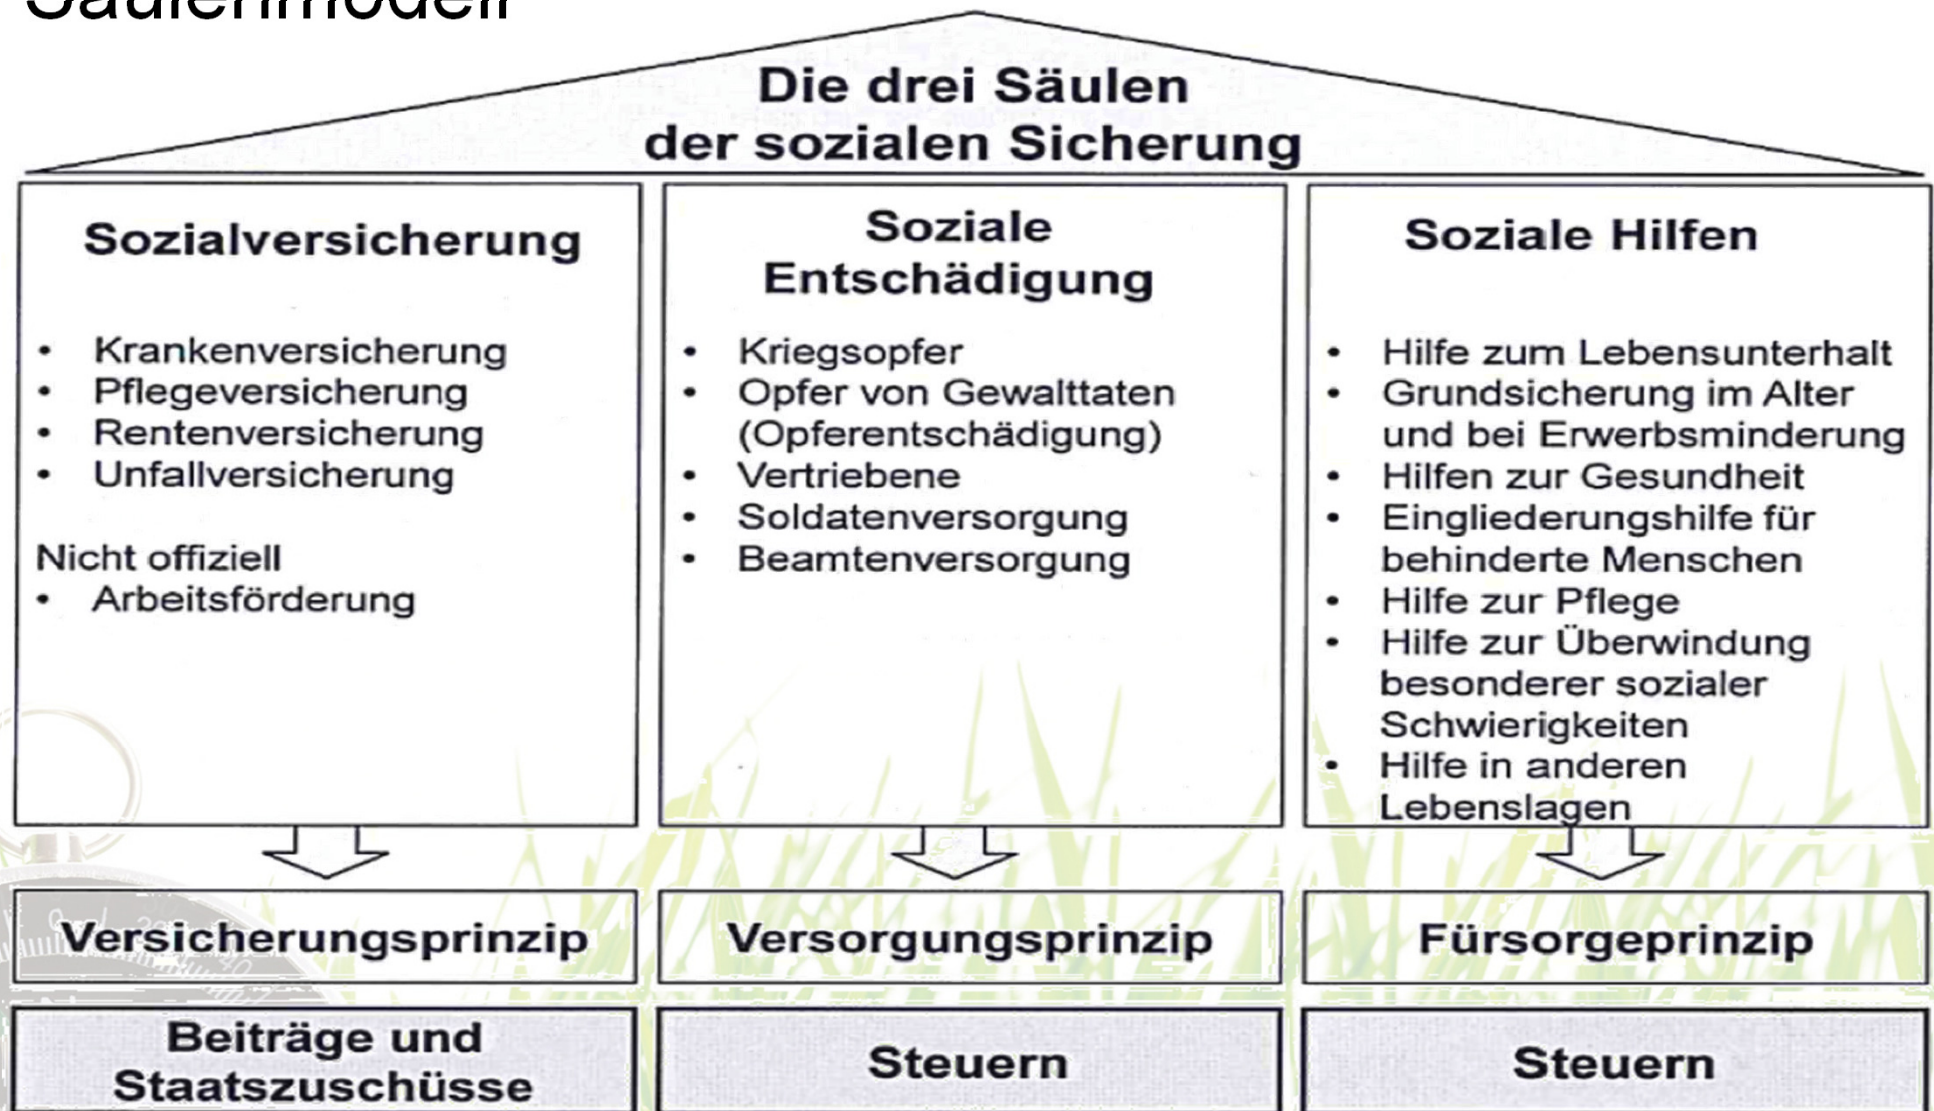 Säulenmodell
Die drei Säulen
der sozialen Sicherung
Sozialversicherung
• Krankenversicherung
• Pflegeversicherung
• Rentenversicherung
• Unfallversicherung
Nicht offiziell
• Arbeitsförderung
Soziale
Entschädigung
• Kriegsopfer
• Opfer von Gewalttaten
(Opferentschädigung)
• Vertriebene
• Soldatenversorgung
• Beamtenversorgung
Soziale Hilfen
• Hilfe zum Lebensunterhalt
• Grundsicherung im Alter
und bei Erwerbsminderung
• Hilfen zur Gesundheit
• Eingliederungshilfe für
behinderte Menschen
• Hilfe zur Pflege
• Hilfe zur Überwindung
besonderer sozialer
Schwierigkeiten
• Hilfe in anderen
Lebenslagen
Versicherungsprinzip
Versorgungsprinzip
Fürsorgeprinzip
Beiträge und
Staatszuschüsse
Steuern
Steuern